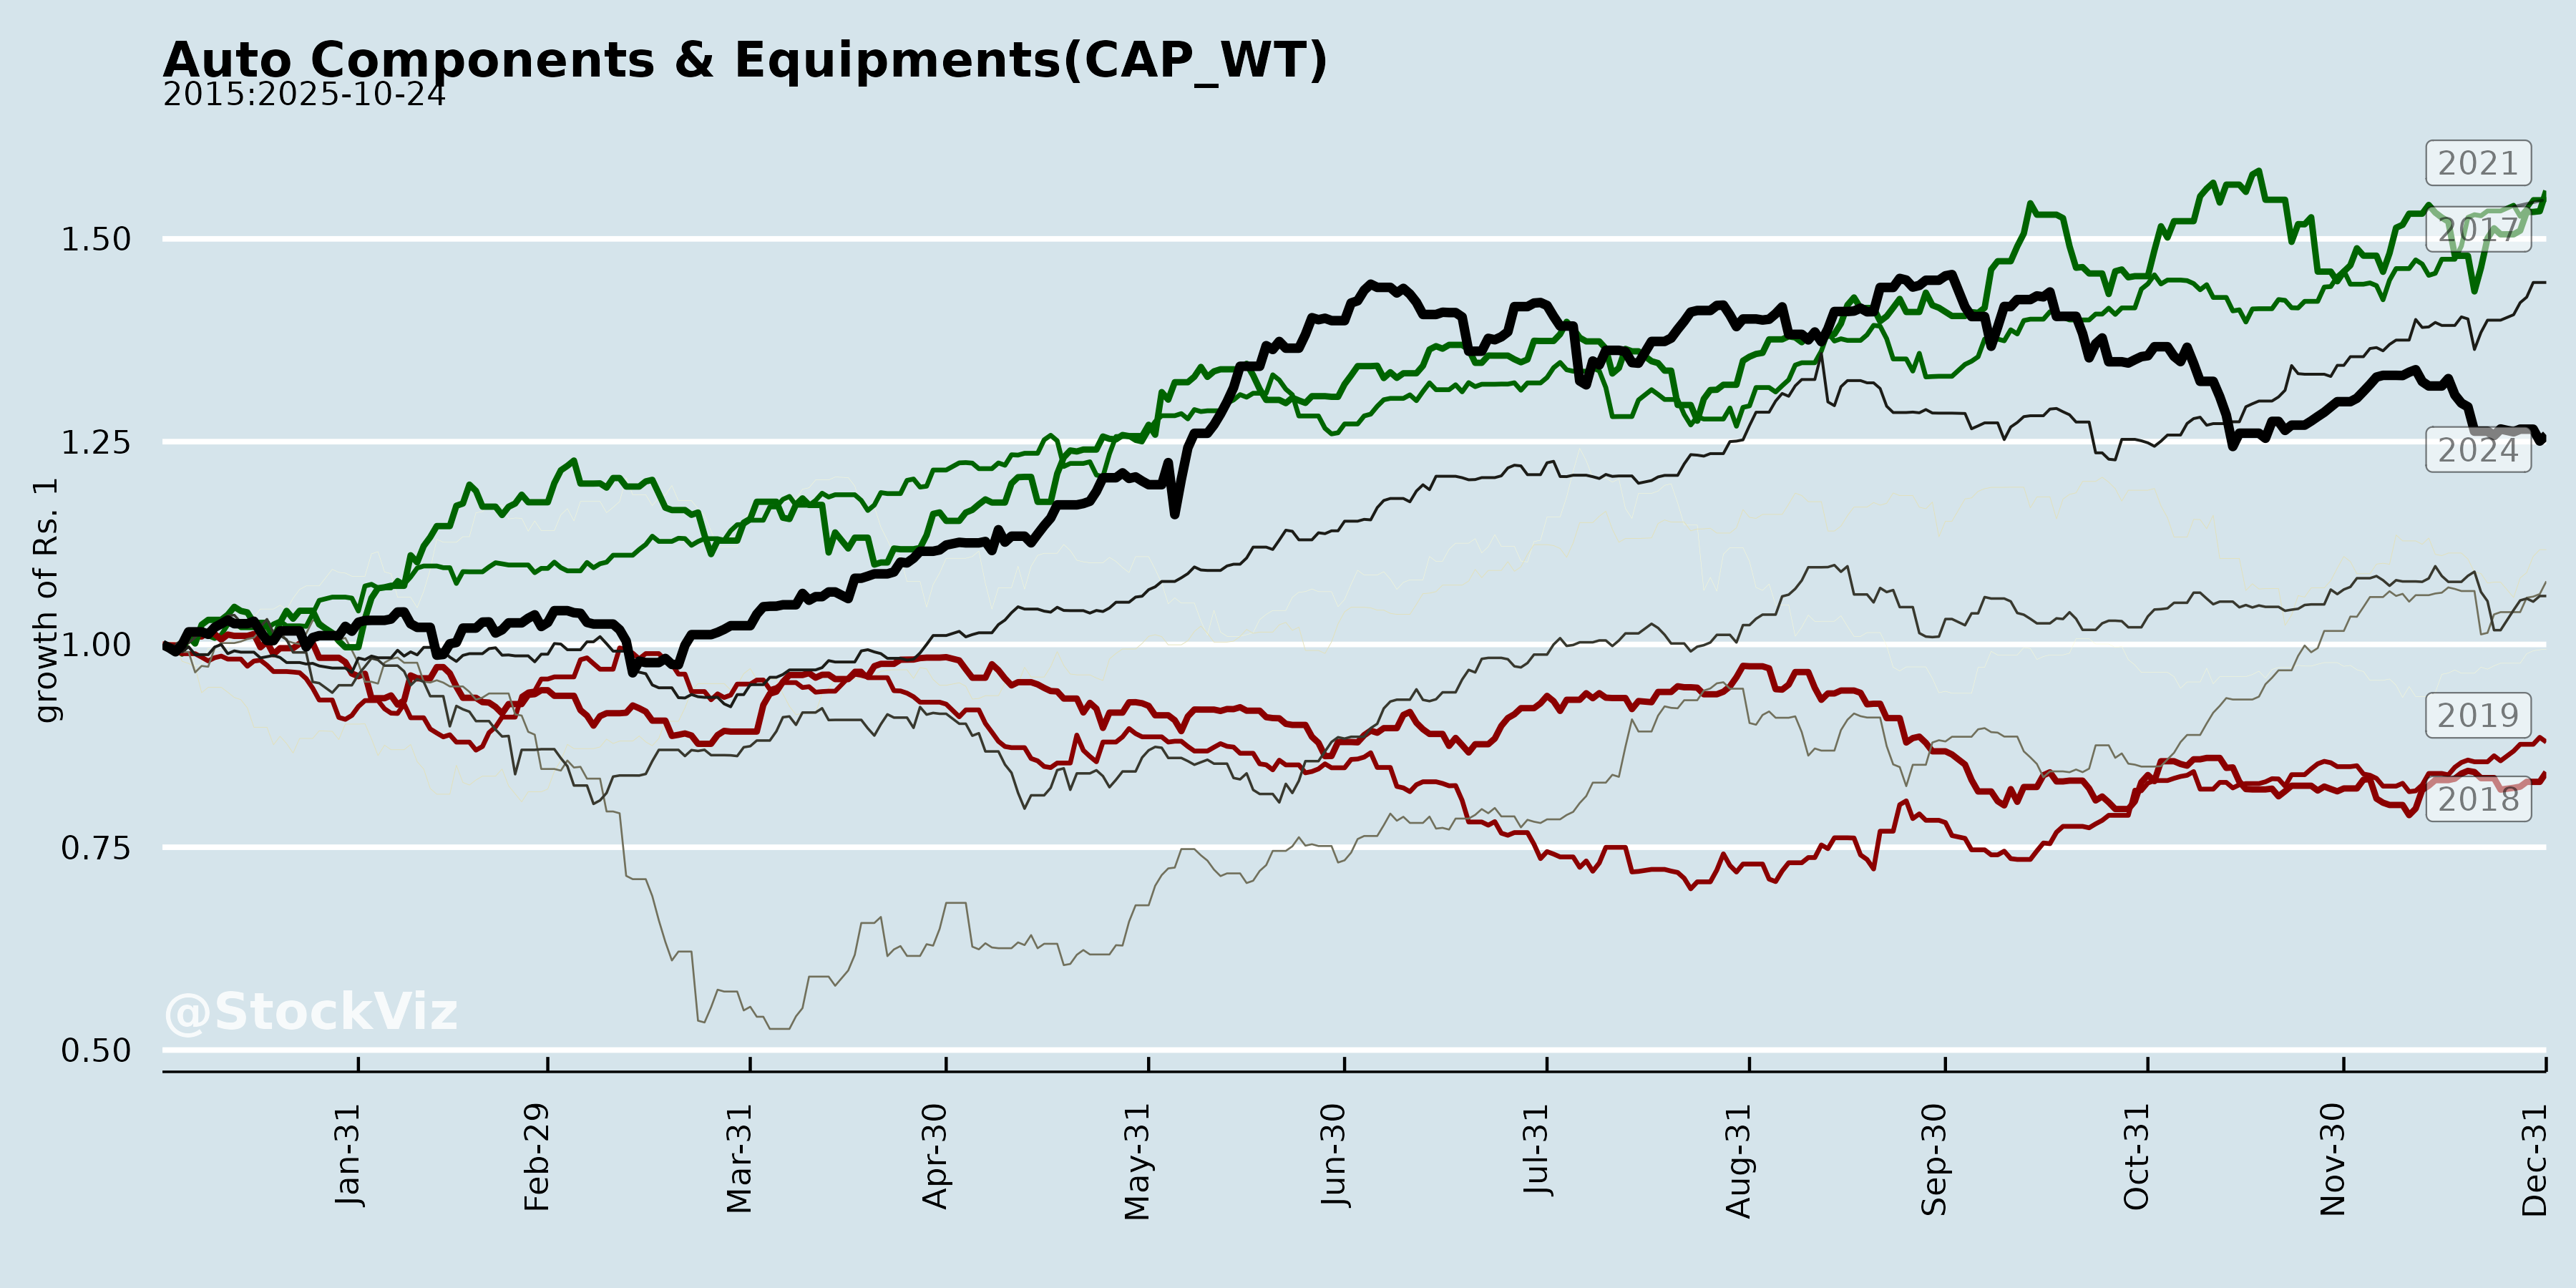 Auto Components & Equipments(CAP_WT)
2015:2025-10-24
growth of Rs. 1
1.50
1.25
1.00
0.75
0.50
2021
2017
2024
2019
2018
@StockViz
Jan-31
Feb-29
Mar-31
Apr-30
May-31
Jun-30
Jul-31
Aug-31
Sep-30
Oct-31
Nov-30
Dec-31